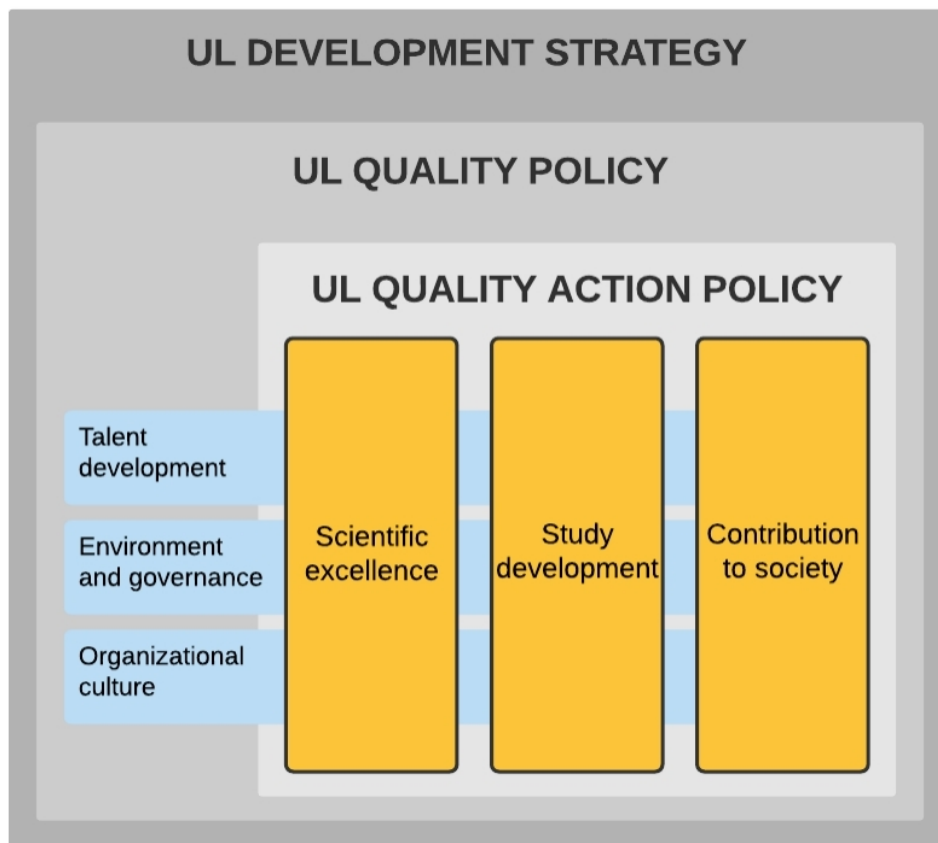 UL DEVELOPMENT STRATEGY
UL QUALITY POLICY
UL QUALITY ACTION POLICY
Talent
development
Environment
and governance
Organizational
culture
Scientific
excellence
Study
development
Contribution
to society